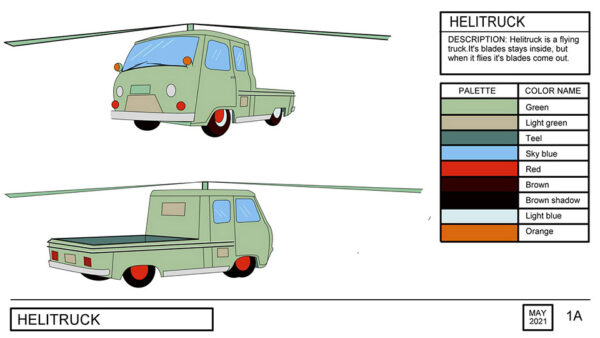 HELITRUCK
DESCRIPTION: Helitruck is a flying
truck.It's blades stays inside, but
when it flies it's blades come out.
PALETTE COLOR NAME
Green
Light green
Teel
Sky blue
Red
Brown
Brown shadow
Light blue
Orange
HELITRUCK
MAY
2021
1A